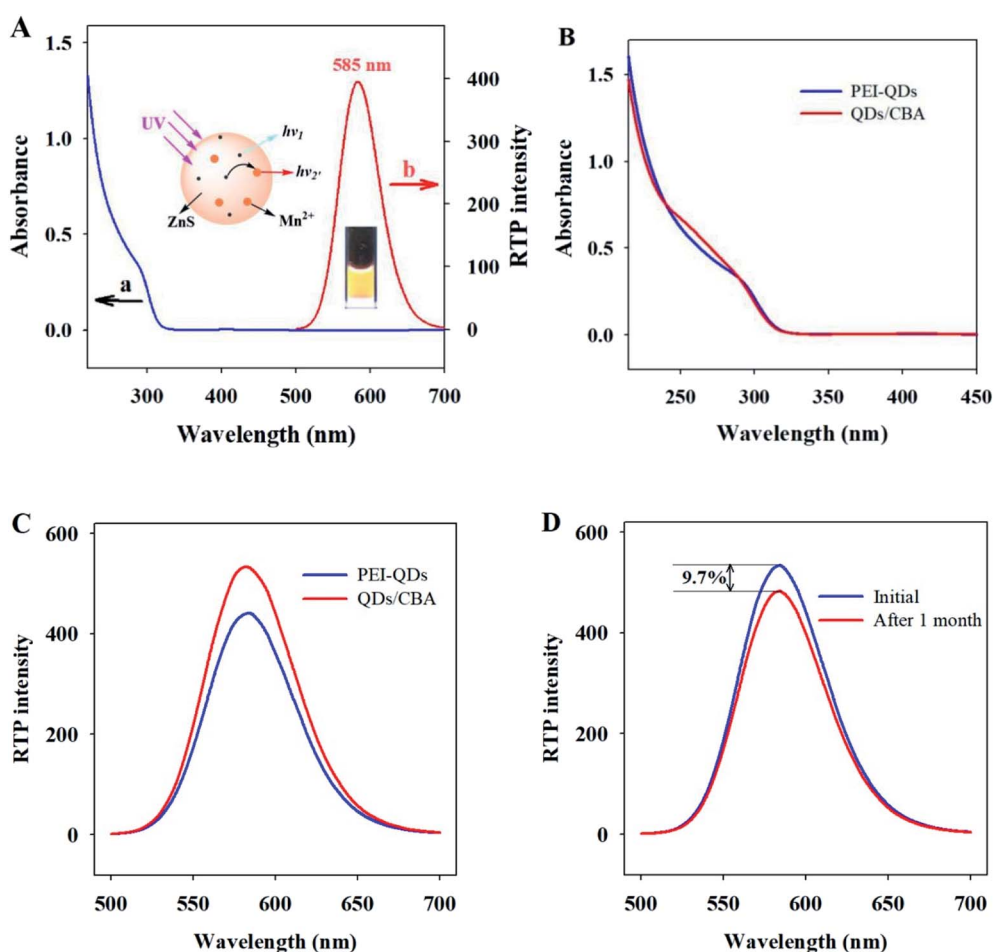 A
1.5
1.0
0.5
0.0
Absorbance
300
400
500
600
700
Wavelength (nm)
400
300
200
100
0
RTP intensity
585 nm
UV
hv1
hv2'
ZnS
Mn2+
a
b
B
1.5
1.0
0.5
0.0
Absorbance
250
300
350
400
450
Wavelength (nm)
PEI-QDs
QDs/CBA
C
600
400
200
0
RTP intensity
500
550
600
650
700
Wavelength (nm)
PEI-QDs
QDs/CBA
D
600
400
200
0
RTP intensity
500
550
600
650
700
Wavelength (nm)
9.7%
Initial
After 1 month